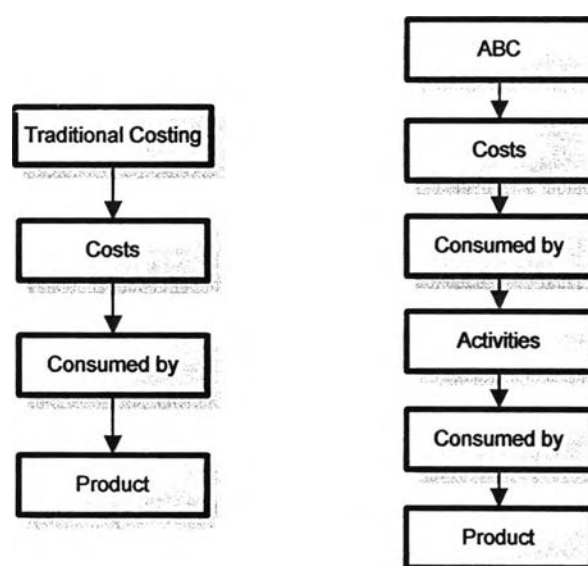 Traditional Costing
Costs
Consumed by
Product
ABC
Costs
Consumed by
Activities
Consumed by
Product